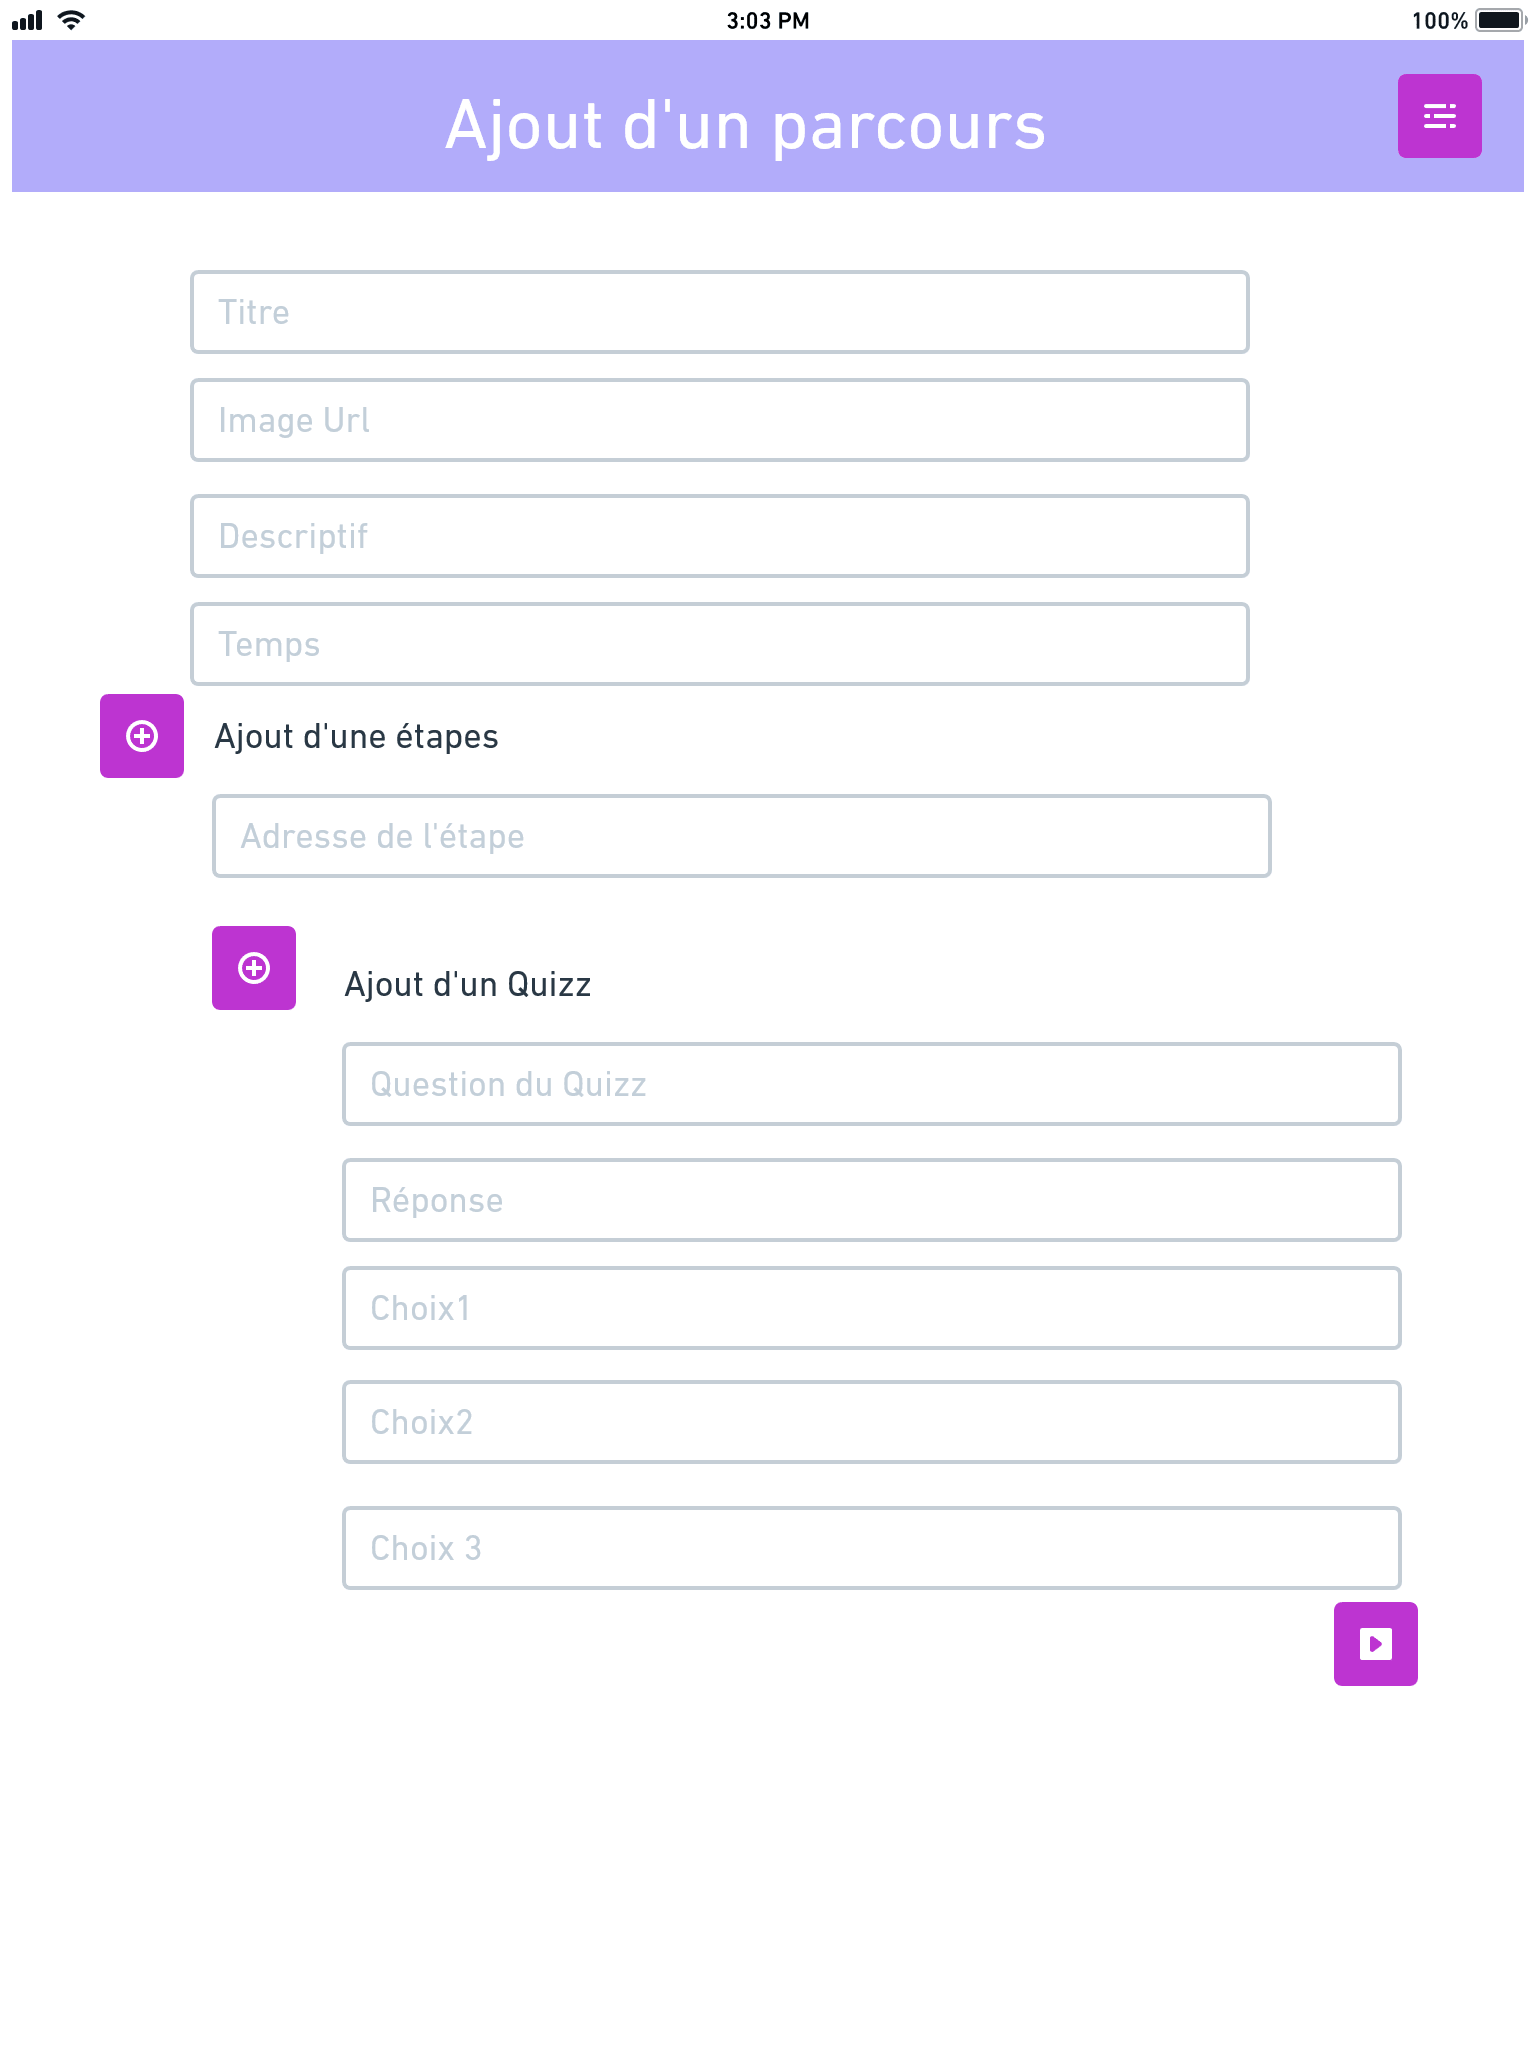 3:03 PM
100%
Ajout d'un parcours
Titre
Image Url
Descriptif
Temps
Ajout d'une étapes
Adresse de l'étape
Ajout d'un Quizz
Question du Quizz
Réponse
Choix1
Choix2
Choix 3